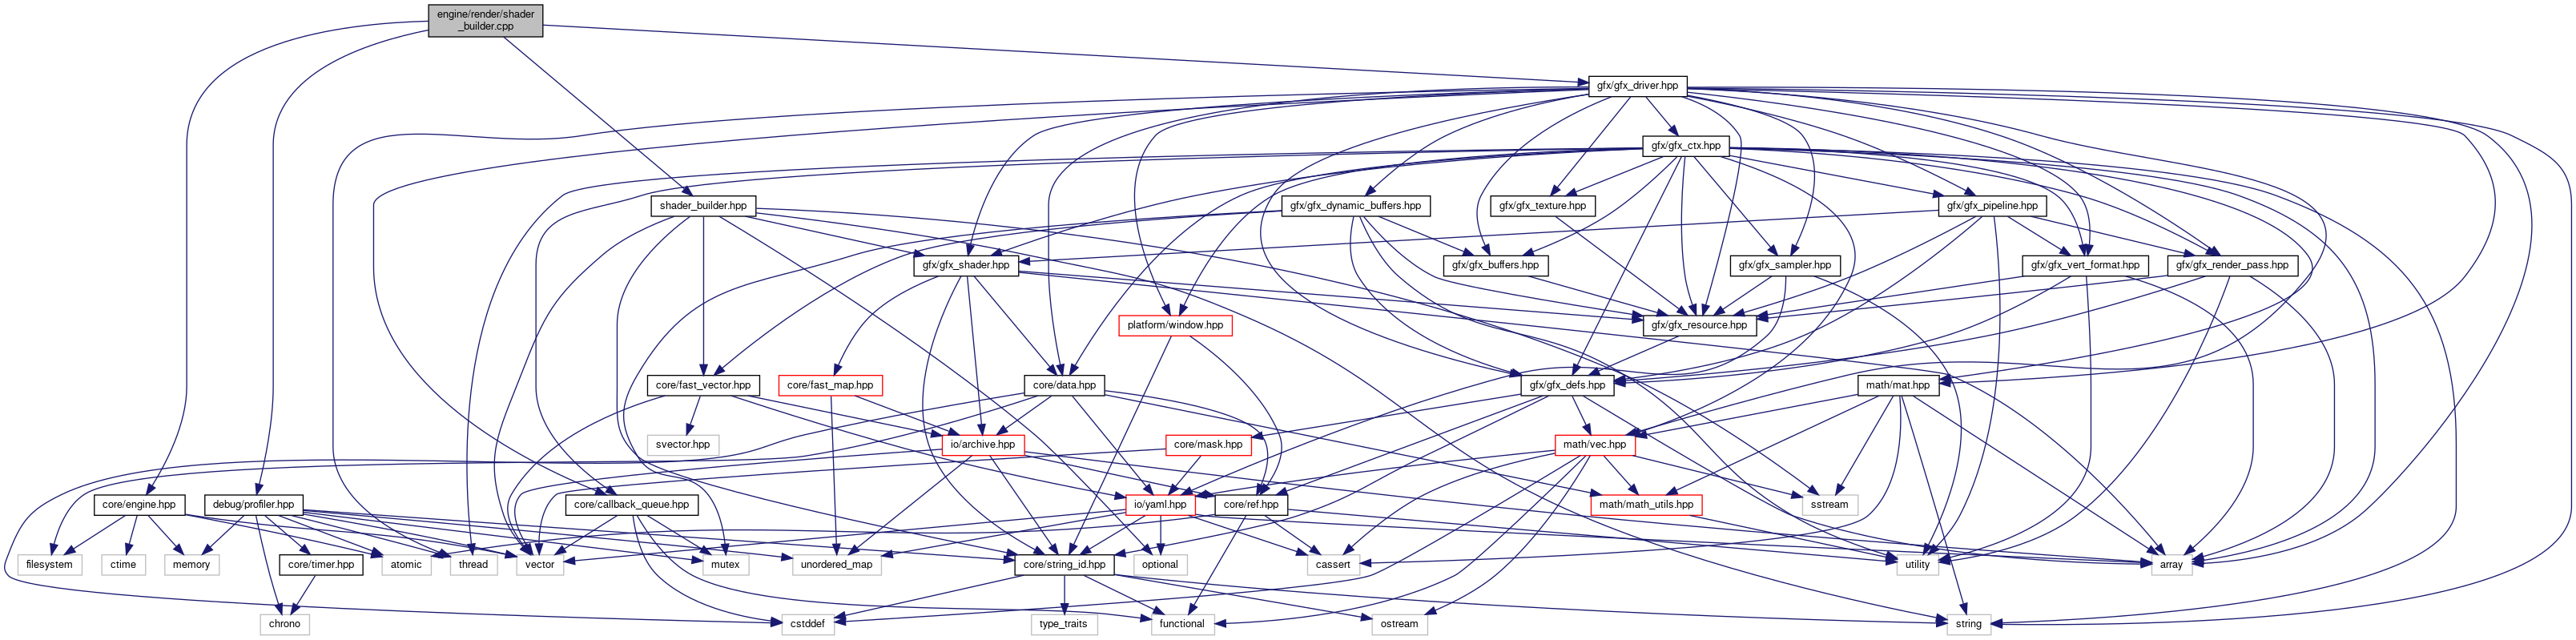 engine/render/shader
_builder.cpp
gfx/gfx_driver.hpp
gfx/gfx_ctx.hpp
shader_builder.hpp
gfx/gfx_dynamic_buffers.hpp
gfx/gfx_texture.hpp
gfx/gfx_pipeline.hpp
gfx/gfx_shader.hpp
gfx/gfx_buffers.hpp
gfx/gfx_sampler.hpp
gfx/gfx_vert_format.hpp
gfx/gfx_render_pass.hpp
platform/window.hpp
gfx/gfx_resource.hpp
core/fast_vector.hpp
core/fast_map.hpp
core/data.hpp
gfx/gfx_defs.hpp
math/mat.hpp
svector.hpp
io/archive.hpp
core/mask.hpp
math/vec.hpp
core/engine.hpp
debug/profiler.hpp
core/callback_queue.hpp
io/yaml.hpp
core/ref.hpp
math/math_utils.hpp
sstream
filesystem
ctime
memory
core/timer.hpp
atomic
thread
vector
mutex
unordered_map
core/string_id.hpp
optional
cassert
utility
array
chrono
cstddef
type_traits
functional
ostream
string